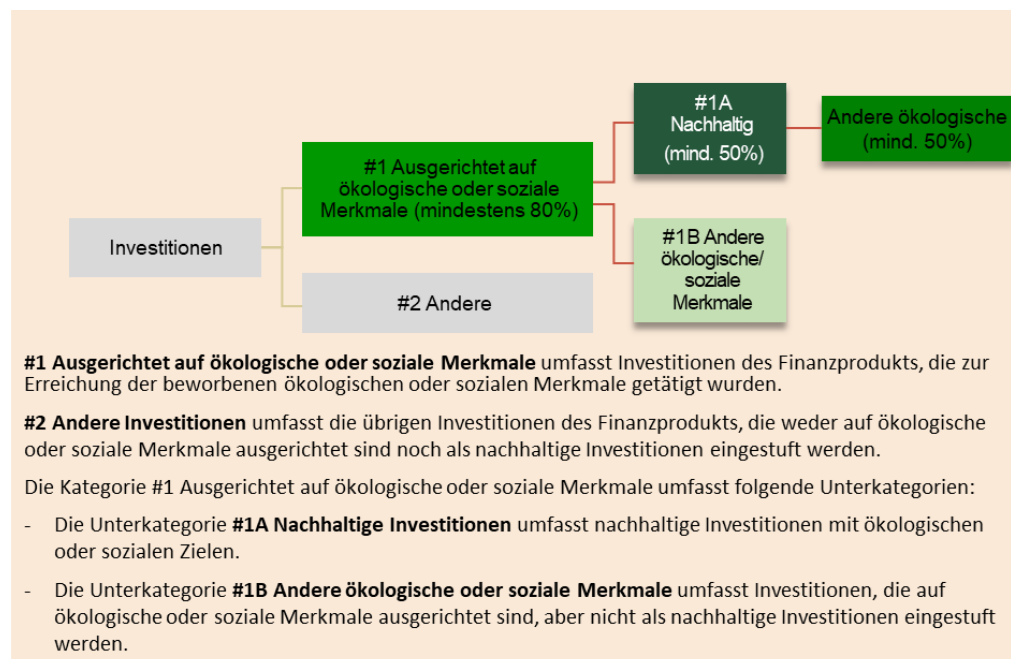 #1A
Nachhaltig
(mind. 50%)
Andere ökologische
(mind. 50%)
#1 Ausgerichtet auf
ökologische oder soziale
Merkmale (mindestens 80%)
Investitionen
#1B Andere
ökologische/
soziale
Merkmale
#2 Andere
#1 Ausgerichtet auf ökologische oder soziale Merkmale umfasst Investitionen des Finanzprodukts, die zur
Erreichung der beworbenen ökologischen oder sozialen Merkmale getätigt wurden.
#2 Andere Investitionen umfasst die übrigen Investitionen des Finanzprodukts, die weder auf ökologische
oder soziale Merkmale ausgerichtet sind noch als nachhaltige Investitionen eingestuft werden.
Die Kategorie #1 Ausgerichtet auf ökologische oder soziale Merkmale umfasst folgende Unterkategorien:
- Die Unterkategorie #1A Nachhaltige Investitionen umfasst nachhaltige Investitionen mit ökologischen
oder sozialen Zielen.
- Die Unterkategorie #1B Andere ökologische oder soziale Merkmale umfasst Investitionen, die auf
ökologische oder soziale Merkmale ausgerichtet sind, aber nicht als nachhaltige Investitionen eingestuft
werden.